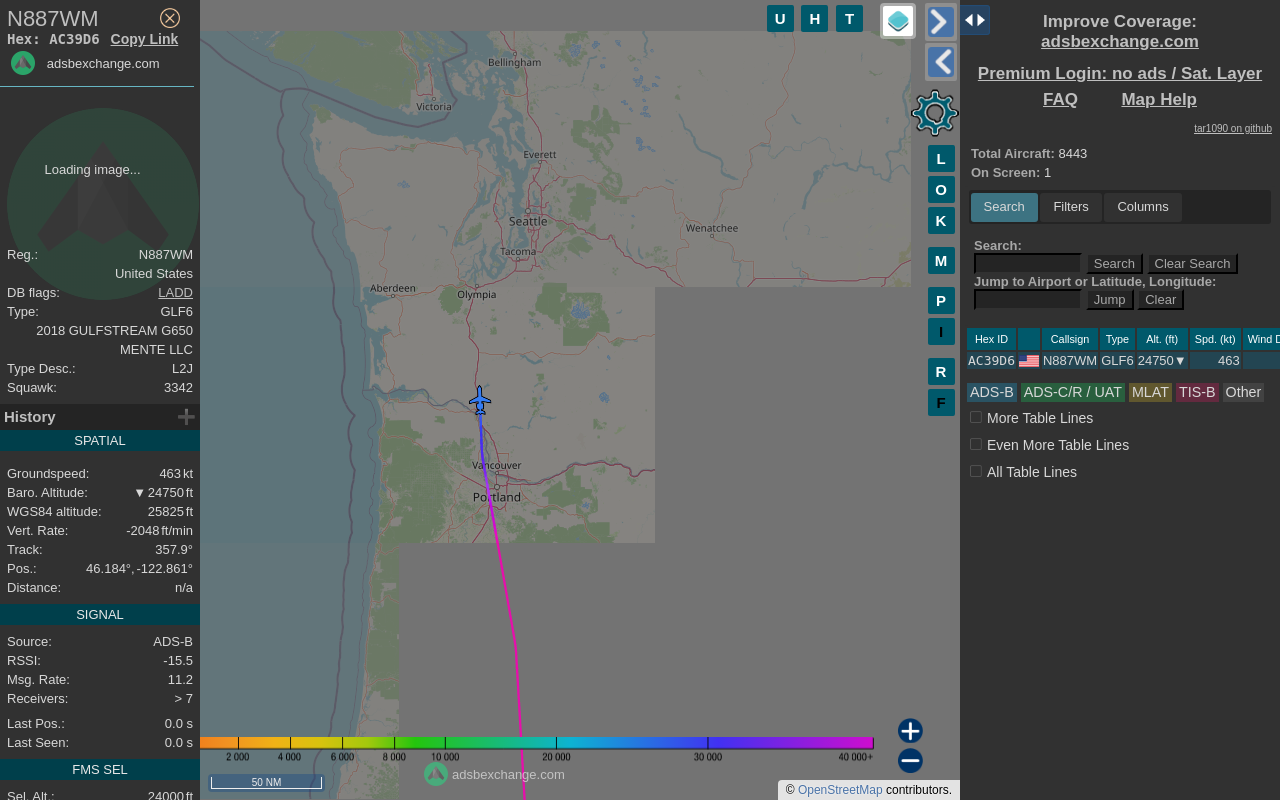 N887WM
Hex: AC39D6 Copy Link
adsbexchange.com
Loading image...
Reg.: N887WM
United States
DB flags: LADD
Type: GLF6
2018 GULFSTREAM G650
MENTE LLC
Type Desc.: L2J
Squawk: 3342
History
SPATIAL
Groundspeed: 463 kt
Baro. Altitude: ▼ 24750 ft
WGS84 altitude: 25825 ft
Vert. Rate: -2048 ft/min
Track: 357.9°
Pos.: 46.184°, -122.861°
Distance: n/a
SIGNAL
Source: ADS-B
RSSI: -15.5
Msg. Rate: 11.2
Receivers: > 7
Last Pos.: 0.0 s
Last Seen: 0.0 s
FMS SEL
Sel. Alt.: 24000 ft
U H T
L
O
K
M
P
I
R
F
Bellingham
Victoria
Everett
Seattle
Wenatchee
Tacoma
Aberdeen
Olympia
Vancouver
Portland
2 000 4 000 6 000 8 000 10 000 20 000 30 000 40 000+
50 NM
adsbexchange.com
© OpenStreetMap contributors.
Improve Coverage:
adsbexchange.com
Premium Login: no ads / Sat. Layer
FAQ Map Help
tar1090 on github
Total Aircraft: 8443
On Screen: 1
Search Filters Columns
Search:
Search Clear Search
Jump to Airport or Latitude, Longitude:
Jump Clear
Hex ID Callsign Type Alt. (ft) Spd. (kt) Wind D
AC39D6 N887WM GLF6 24750▼ 463
ADS-B ADS-C/R / UAT MLAT TIS-B Other
More Table Lines
Even More Table Lines
All Table Lines